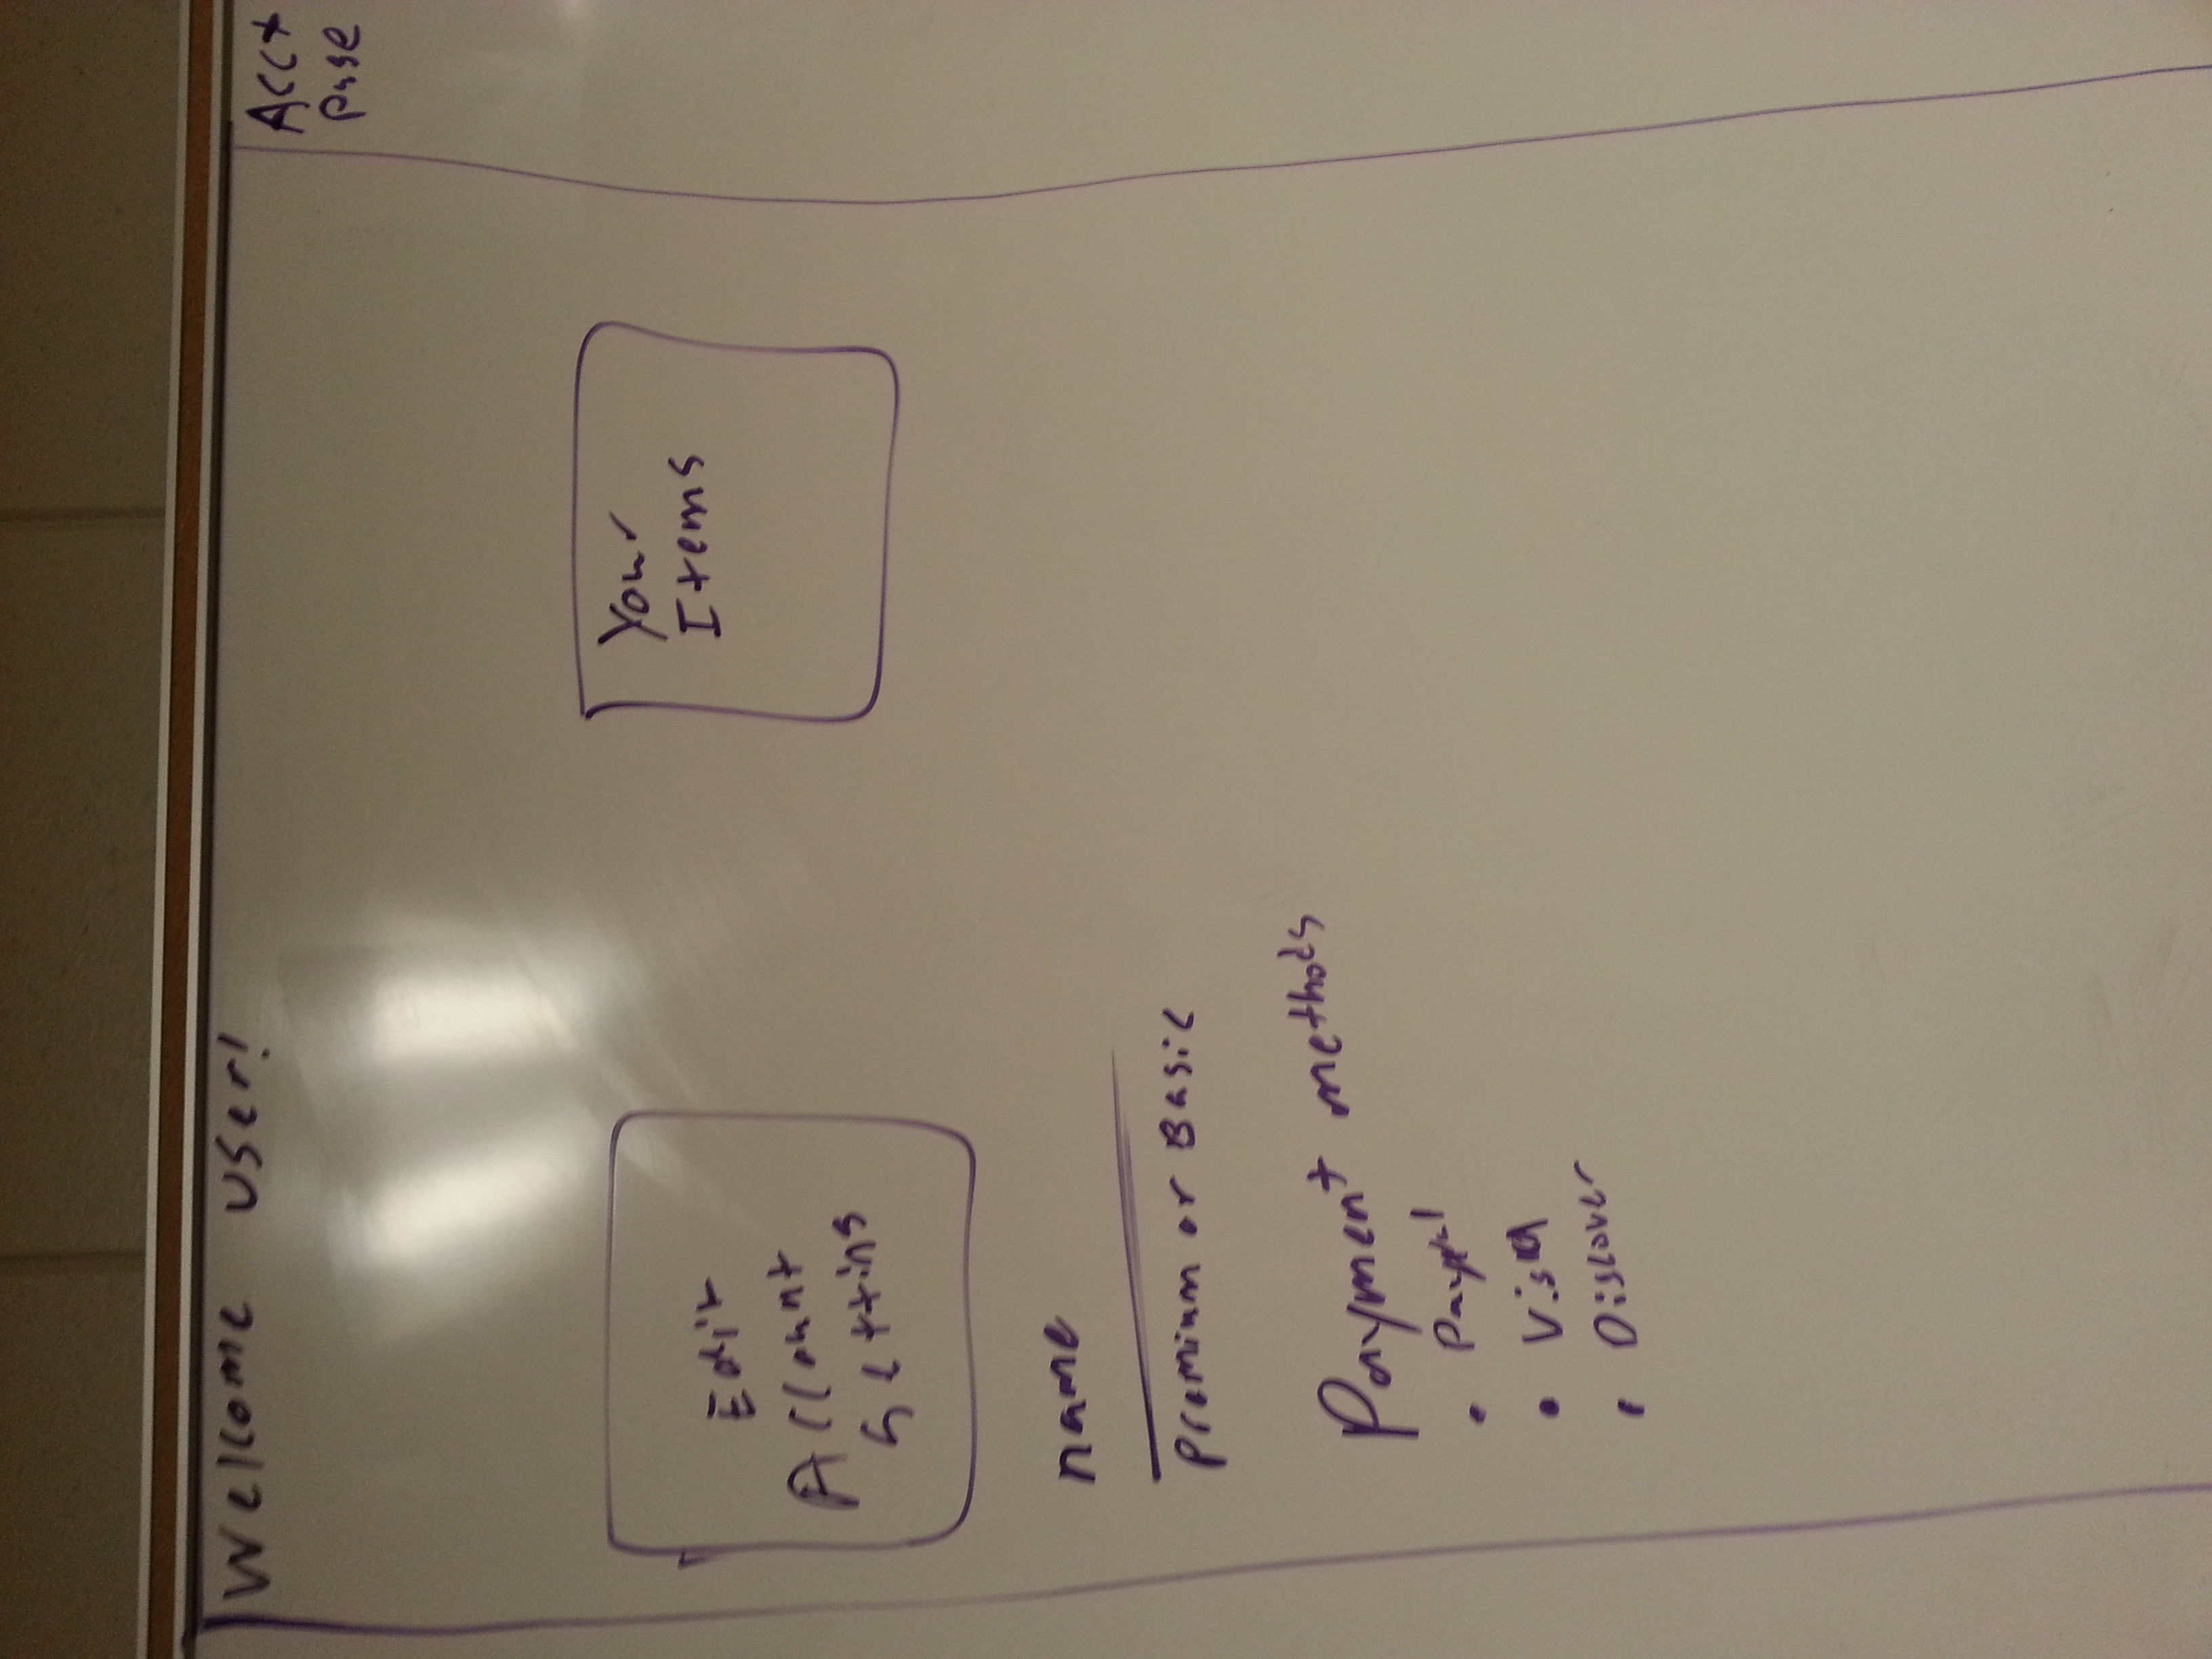 Welcome User!
Acct
Page
Edit
Account
Settins
Your
Items
name
Premium or Basic
Payment methods
• Paypal
• Visa
• Discover